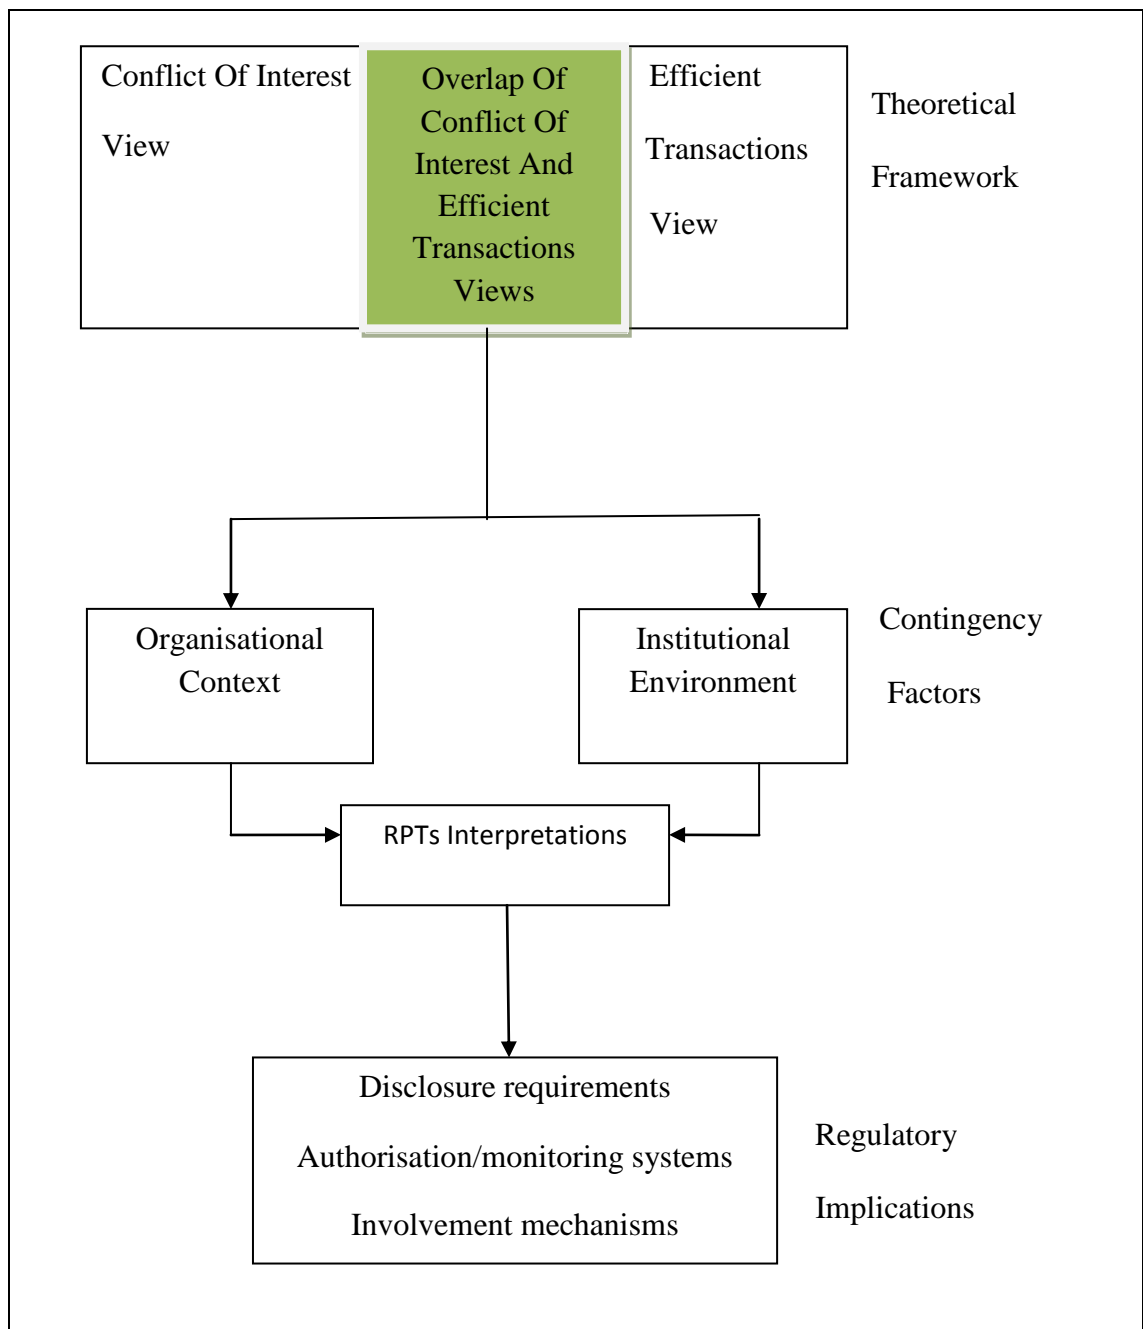 Conflict Of Interest
View
Overlap Of
Conflict Of
Interest And
Efficient
Transactions
Views
Efficient
Transactions
View
Theoretical
Framework
Organisational
Context
Institutional
Environment
Contingency
Factors
RPTs Interpretations
Disclosure requirements
Authorisation/monitoring systems
Involvement mechanisms
Regulatory
Implications